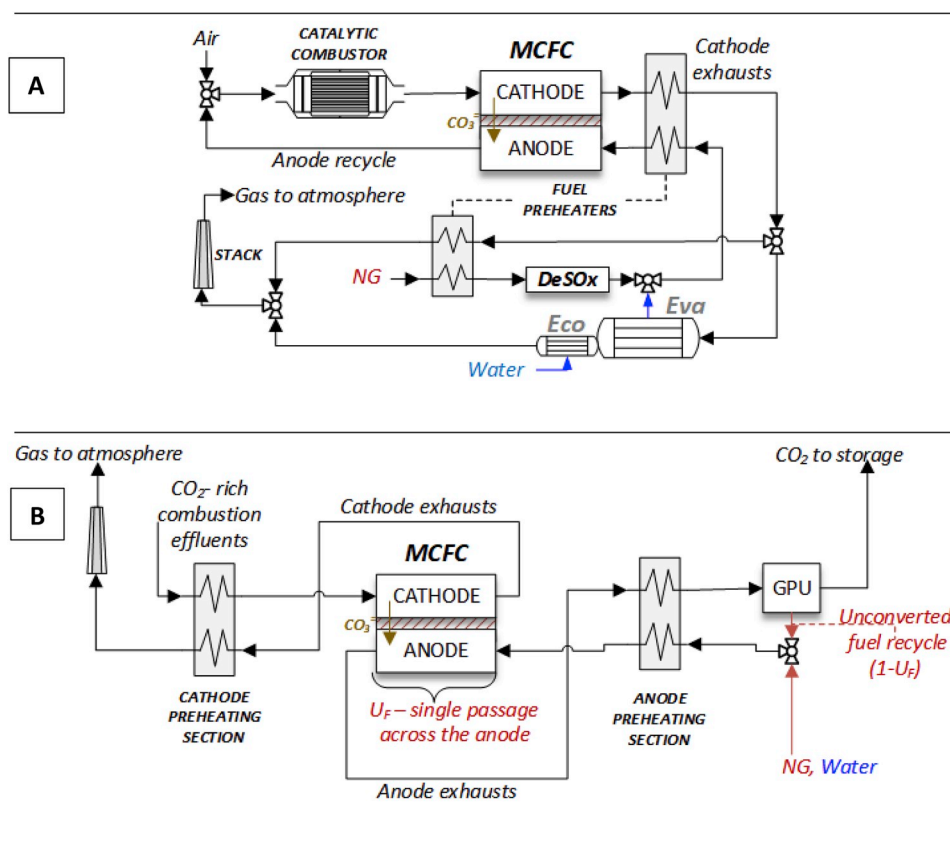 A
Air
CATALYTIC
COMBUSTOR
MCFC
Cathode
exhausts
CATHODE
CO₃⁼
ANODE
Anode recycle
Gas to atmosphere
FUEL
PREHEATERS
STACK
NG
DeSOx
Eva
Eco
Water
B
Gas to atmosphere
CO₂ to storage
CO₂- rich
combustion
effluents
Cathode exhausts
MCFC
CATHODE
CO₃⁼
ANODE
GPU
Unconverted
fuel recycle
(1-U_F)
CATHODE
PREHEATING
SECTION
U_F – single passage
across the anode
ANODE
PREHEATING
SECTION
NG, Water
Anode exhausts